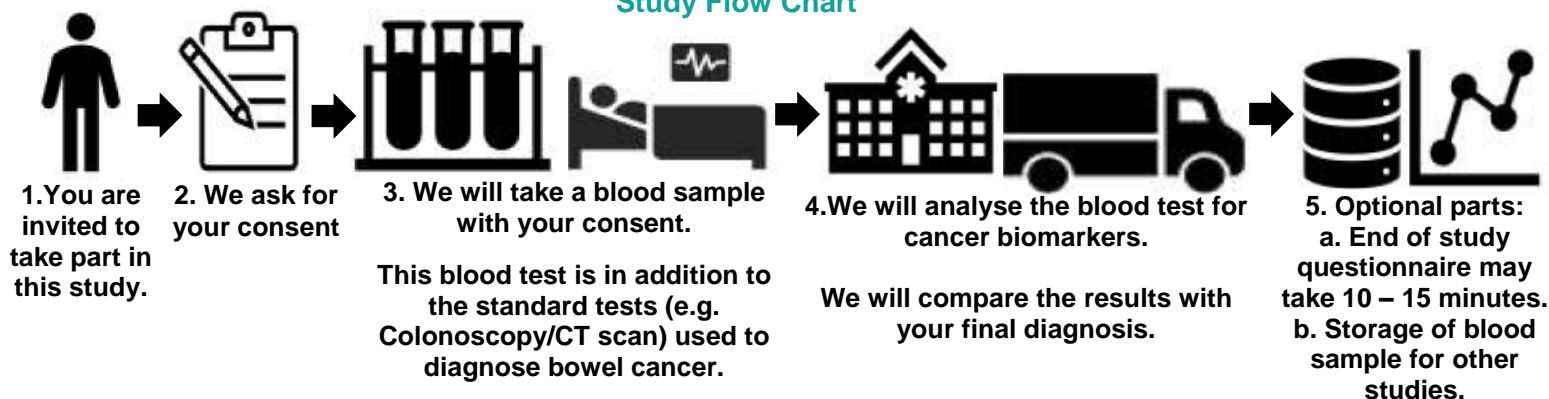 Study Flow Chart
1.You are
invited to
take part in
this study.
2. We ask for
your consent
3. We will take a blood sample
with your consent.
This blood test is in addition to
the standard tests (e.g.
Colonoscopy/CT scan) used to
diagnose bowel cancer.
4.We will analyse the blood test for
cancer biomarkers.
We will compare the results with
your final diagnosis.
5. Optional parts:
a. End of study
questionnaire may
take 10 – 15 minutes.
b. Storage of blood
sample for other
studies.